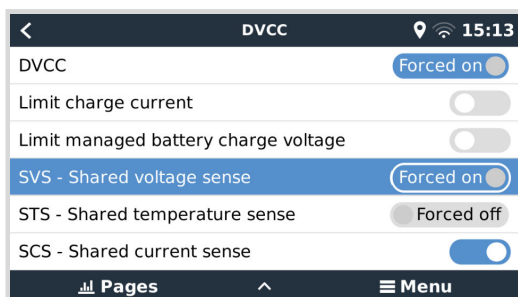 DVCC 15:13
DVCC Forced on
Limit charge current
Limit managed battery charge voltage
SVS - Shared voltage sense Forced on
STS - Shared temperature sense Forced off
SCS - Shared current sense
Pages Menu